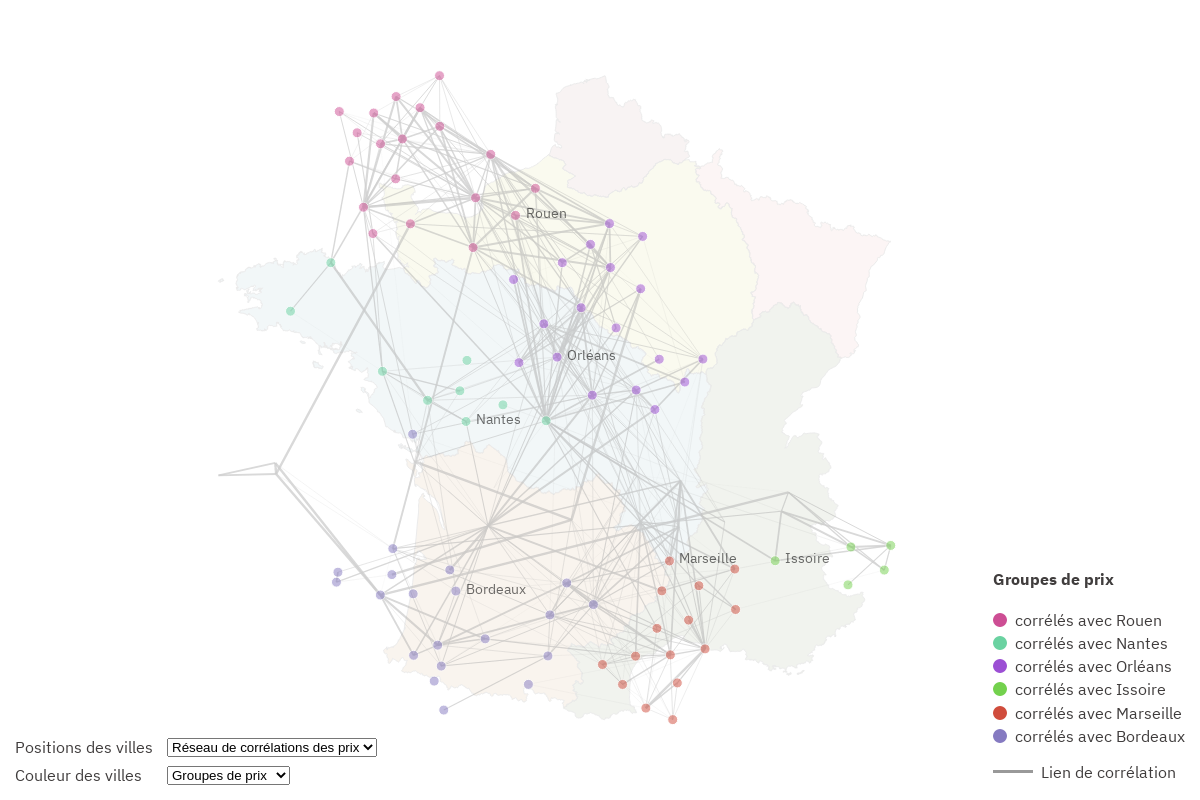 Rouen
Orléans
Nantes
Marseille
Issoire
Bordeaux
Groupes de prix
corrélés avec Rouen
corrélés avec Nantes
corrélés avec Orléans
corrélés avec Issoire
corrélés avec Marseille
corrélés avec Bordeaux
Lien de corrélation
Positions des villes Réseau de corrélations des prix
Couleur des villes Groupes de prix